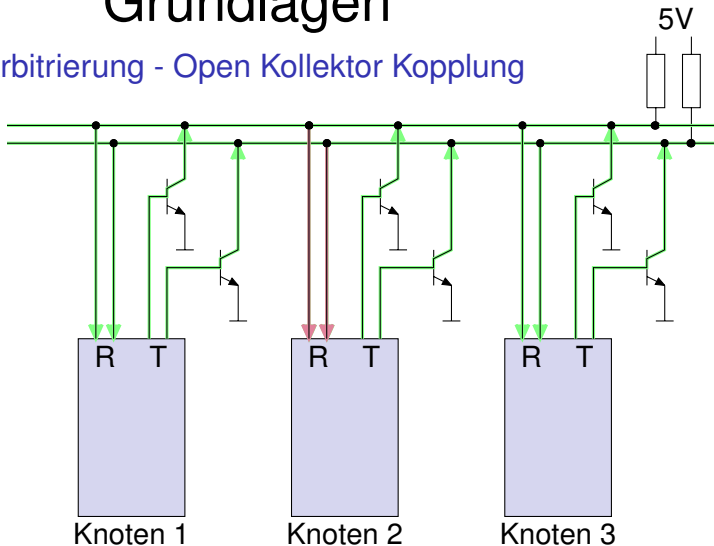 Grundlagen
rbitrierung - Open Kollektor Kopplung
5V
R T
R T
R T
Knoten 1
Knoten 2
Knoten 3